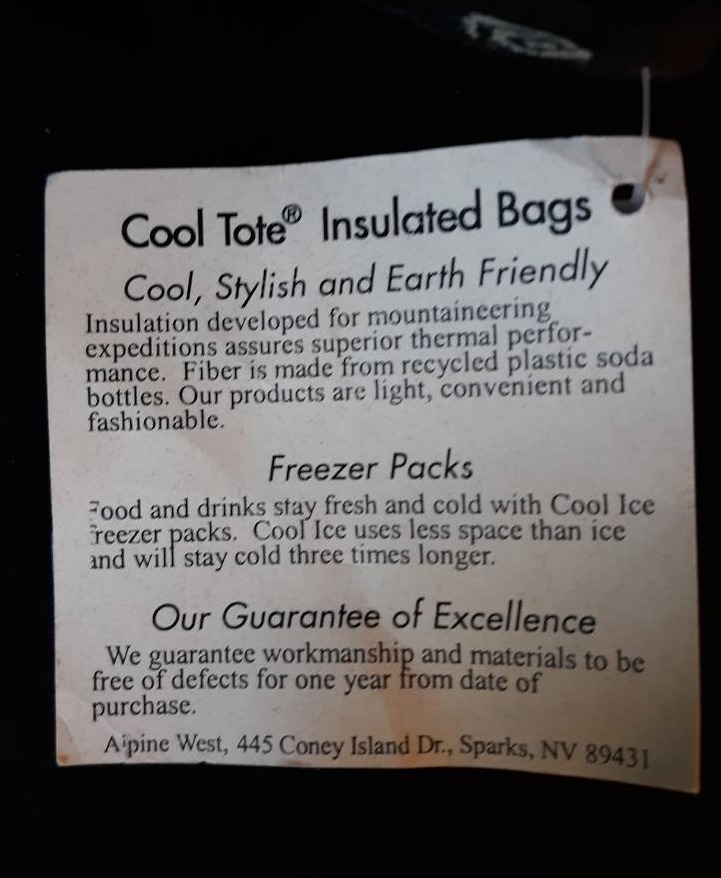 Cool Tote® Insulated Bags
Cool, Stylish and Earth Friendly
Insulation developed for mountaineering
expeditions assures superior thermal perfor-
mance. Fiber is made from recycled plastic soda
bottles. Our products are light, convenient and
fashionable.
Freezer Packs
Food and drinks stay fresh and cold with Cool Ice
freezer packs. Cool Ice uses less space than ice
and will stay cold three times longer.
Our Guarantee of Excellence
We guarantee workmanship and materials to be
free of defects for one year from date of
purchase.
Alpine West, 445 Coney Island Dr., Sparks, NV 89431